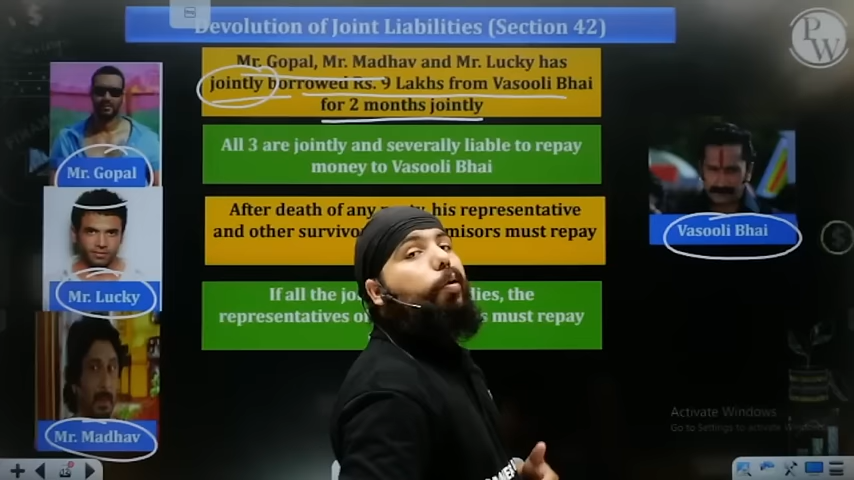 Devolution of Joint Liabilities (Section 42)
PW
Mr. Gopal, Mr. Madhav and Mr. Lucky has
jointly borrowed Rs. 9 Lakhs from Vasooli Bhai
for 2 months jointly
All 3 are jointly and severally liable to repay
money to Vasooli Bhai
Mr. Gopal
After death of any party, his representative
and other misors must repay
Vasooli Bhai
Mr. Lucky
If all the dies, the
representatives must repay
Mr. Madhav
Activate Windows
Go to Settings to activate Windows.